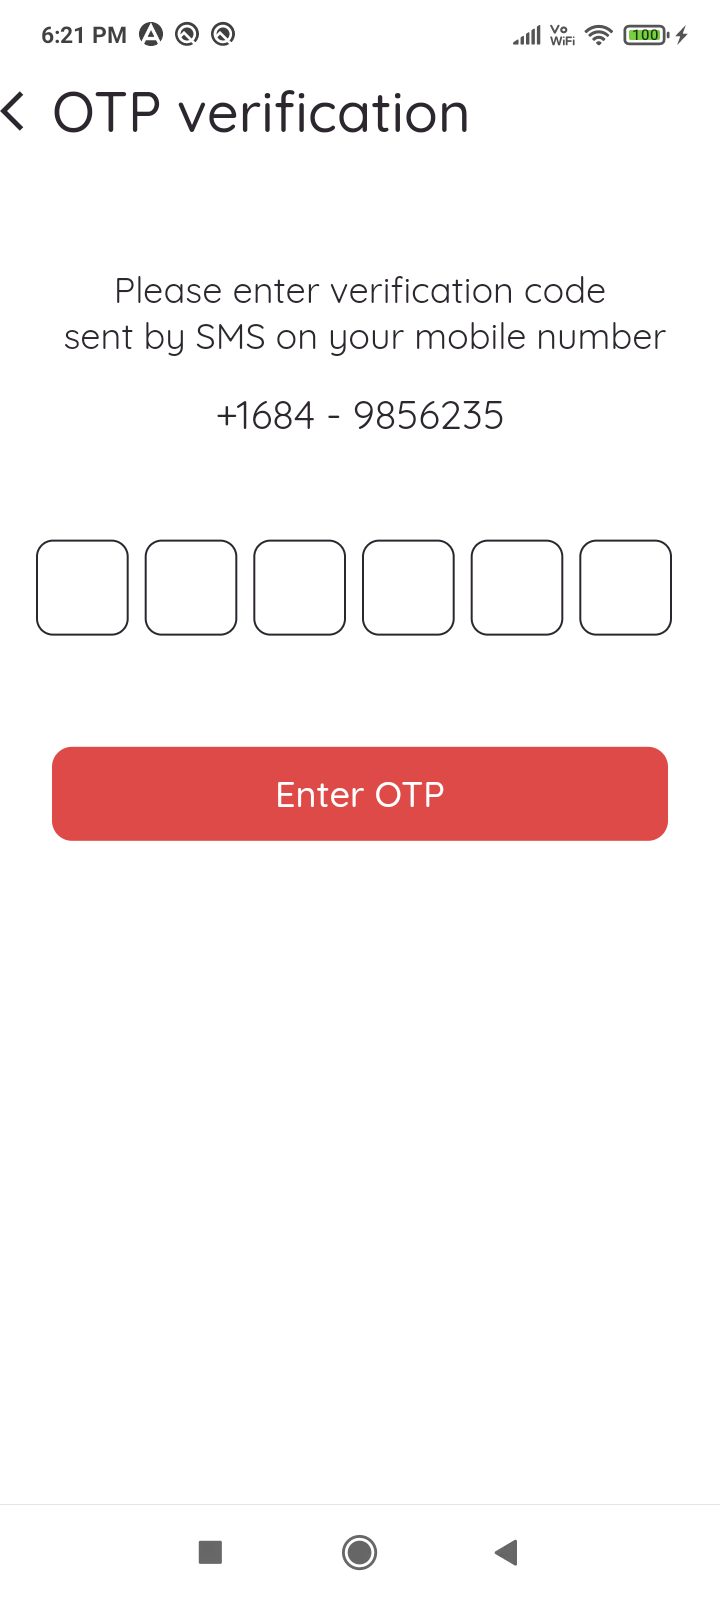 6:21 PM
Vo
WiFi
100
OTP verification
Please enter verification code
sent by SMS on your mobile number
+1684 - 9856235
Enter OTP